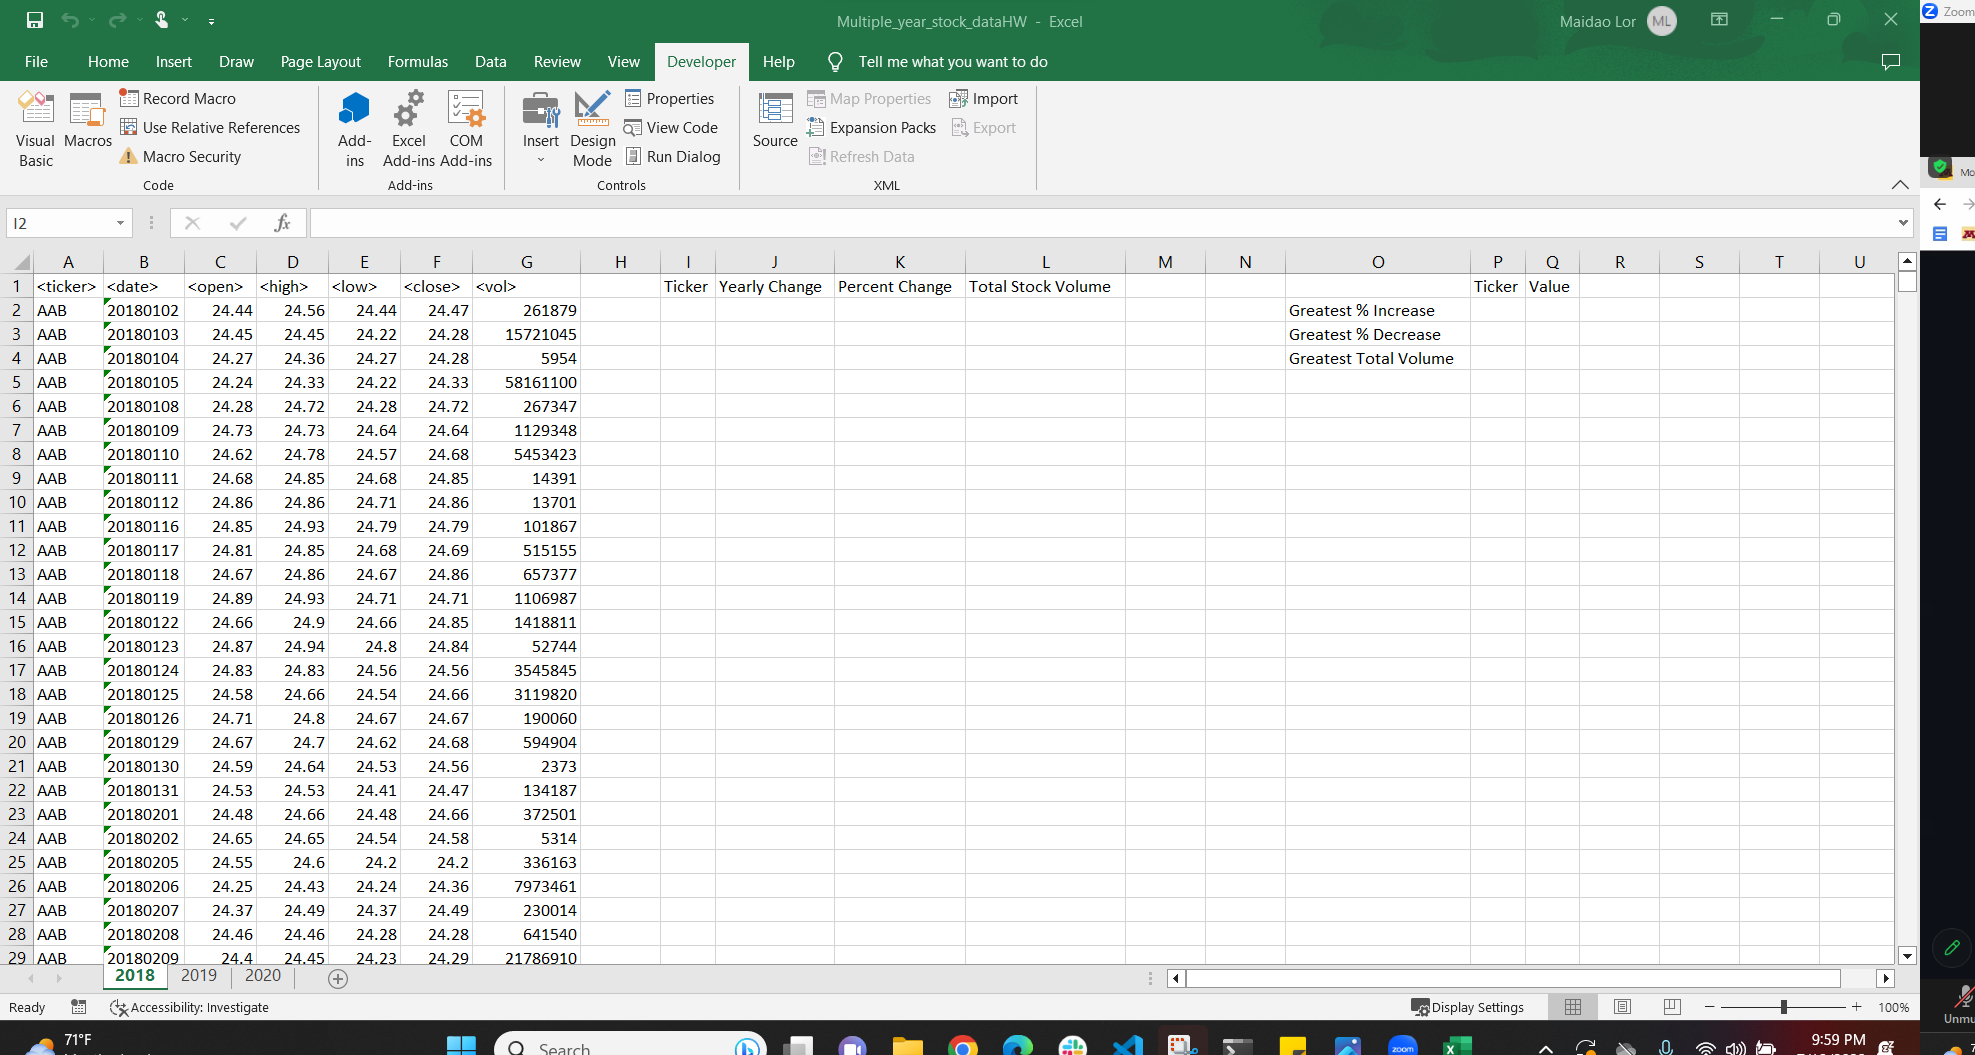 Multiple_year_stock_dataHW - Excel
Maidao Lor ML
Zoom
File Home Insert Draw Page Layout Formulas Data Review View Developer Help Tell me what you want to do
Visual Basic
Macros
Record Macro
Use Relative References
Macro Security
Code
Add-ins
Excel Add-ins
COM Add-ins
Add-ins
Insert
Design Mode
Properties
View Code
Run Dialog
Controls
Source
Map Properties
Expansion Packs
Refresh Data
Import
Export
XML
Mo
I2
fx
A B C D E F G H I J K L M N O P Q R S T U
1 <ticker> <date> <open> <high> <low> <close> <vol> Ticker Yearly Change Percent Change Total Stock Volume Ticker Value
2 AAB 20180102 24.44 24.56 24.44 24.47 261879 Greatest % Increase
3 AAB 20180103 24.45 24.45 24.22 24.28 15721045 Greatest % Decrease
4 AAB 20180104 24.27 24.36 24.27 24.28 5954 Greatest Total Volume
5 AAB 20180105 24.24 24.33 24.22 24.33 58161100
6 AAB 20180108 24.28 24.72 24.28 24.72 267347
7 AAB 20180109 24.73 24.73 24.64 24.64 1129348
8 AAB 20180110 24.62 24.78 24.57 24.68 5453423
9 AAB 20180111 24.68 24.85 24.68 24.85 14391
10 AAB 20180112 24.86 24.86 24.71 24.86 13701
11 AAB 20180116 24.85 24.93 24.79 24.79 101867
12 AAB 20180117 24.81 24.85 24.68 24.69 515155
13 AAB 20180118 24.67 24.86 24.67 24.86 657377
14 AAB 20180119 24.89 24.93 24.71 24.71 1106987
15 AAB 20180122 24.66 24.9 24.66 24.85 1418811
16 AAB 20180123 24.87 24.94 24.8 24.84 52744
17 AAB 20180124 24.83 24.83 24.56 24.56 3545845
18 AAB 20180125 24.58 24.66 24.54 24.66 3119820
19 AAB 20180126 24.71 24.8 24.67 24.67 190060
20 AAB 20180129 24.67 24.7 24.62 24.68 594904
21 AAB 20180130 24.59 24.64 24.53 24.56 2373
22 AAB 20180131 24.53 24.53 24.41 24.47 134187
23 AAB 20180201 24.48 24.66 24.48 24.66 372501
24 AAB 20180202 24.65 24.65 24.54 24.58 5314
25 AAB 20180205 24.55 24.6 24.2 24.2 336163
26 AAB 20180206 24.25 24.43 24.24 24.36 7973461
27 AAB 20180207 24.37 24.49 24.37 24.49 230014
28 AAB 20180208 24.46 24.46 24.28 24.28 641540
29 AAB 20180209 24.4 24.45 24.23 24.29 21786910
2018 2019 2020
Ready Accessibility: Investigate Display Settings 100%
Unmu
71°F
Search
zoom
9:59 PM